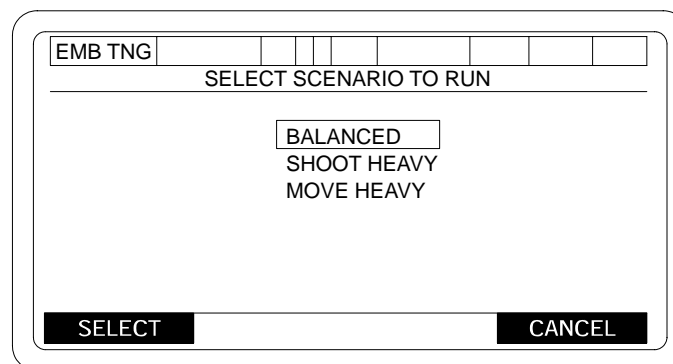 EMB TNG
SELECT SCENARIO TO RUN
BALANCED
SHOOT HEAVY
MOVE HEAVY
SELECT CANCEL